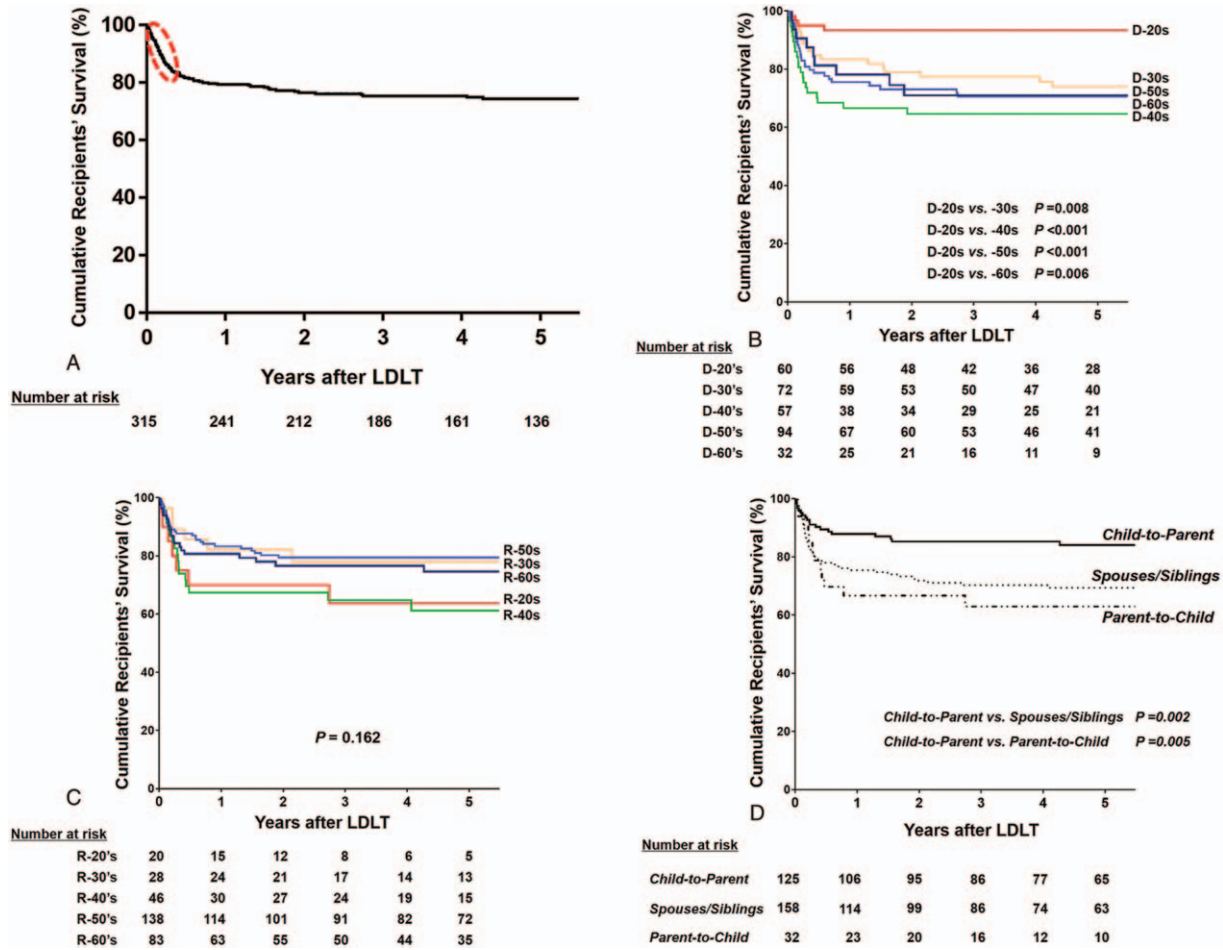 Cumulative Recipients' Survival (%)
100
80
60
40
20
0
0 1 2 3 4 5
A
Years after LDLT
Number at risk
315 241 212 186 161 136
Cumulative Recipients' Survival (%)
100
80
60
40
20
0
D-20s
D-30s
D-50s
D-60s
D-40s
D-20s vs. -30s P =0.008
D-20s vs. -40s P <0.001
D-20s vs. -50s P <0.001
D-20s vs. -60s P =0.006
0 1 2 3 4 5
B
Years after LDLT
Number at risk
D-20's 60 56 48 42 36 28
D-30's 72 59 53 50 47 40
D-40's 57 38 34 29 25 21
D-50's 94 67 60 53 46 41
D-60's 32 25 21 16 11 9
Cumulative Recipients' Survival (%)
100
80
60
40
20
0
R-50s
R-30s
R-60s
R-20s
R-40s
P = 0.162
0 1 2 3 4 5
C
Years after LDLT
Number at risk
R-20's 20 15 12 8 6 5
R-30's 28 24 21 17 14 13
R-40's 46 30 27 24 19 15
R-50's 138 114 101 91 82 72
R-60's 83 63 55 50 44 35
Cumulative Recipients' Survival (%)
100
80
60
40
20
0
Child-to-Parent
Spouses/Siblings
Parent-to-Child
Child-to-Parent vs. Spouses/Siblings P =0.002
Child-to-Parent vs. Parent-to-Child P =0.005
0 1 2 3 4 5
D
Years after LDLT
Number at risk
Child-to-Parent 125 106 95 86 77 65
Spouses/Siblings 158 114 99 86 74 63
Parent-to-Child 32 23 20 16 12 10